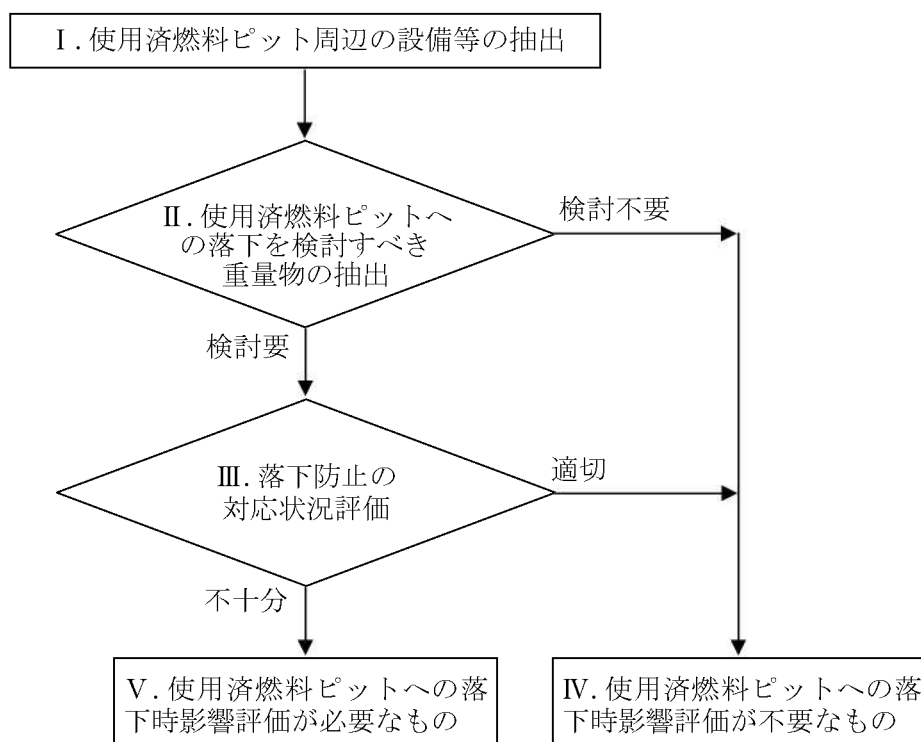 Ⅰ.使用済燃料ピット周辺の設備等の抽出
Ⅱ.使用済燃料ピットへ
の落下を検討すべき
重量物の抽出
検討不要
検討要
Ⅲ.落下防止の
対応状況評価
適切
不十分
Ⅴ.使用済燃料ピットへの落
下時影響評価が必要なもの
Ⅳ.使用済燃料ピットへの落
下時影響評価が不要なもの